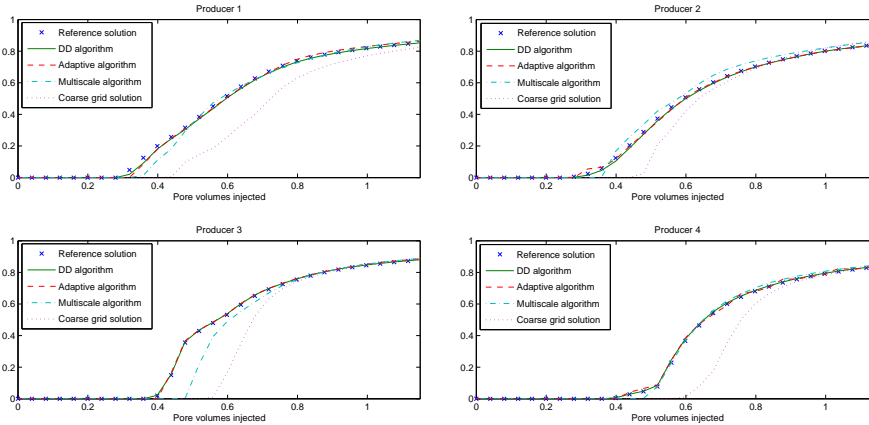 Producer 1
1
0.8
0.6
0.4
0.2
0
0
0.2
0.4
0.6
0.8
1
Pore volumes injected
Reference solution
DD algorithm
Adaptive algorithm
Multiscale algorithm
Coarse grid solution
Producer 2
1
0.8
0.6
0.4
0.2
0
0
0.2
0.4
0.6
0.8
1
Pore volumes injected
Reference solution
DD algorithm
Adaptive algorithm
Multiscale algorithm
Coarse grid solution
Producer 3
1
0.8
0.6
0.4
0.2
0
0
0.2
0.4
0.6
0.8
1
Pore volumes injected
Reference solution
DD algorithm
Adaptive algorithm
Multiscale algorithm
Coarse grid solution
Producer 4
1
0.8
0.6
0.4
0.2
0
0
0.2
0.4
0.6
0.8
1
Pore volumes injected
Reference solution
DD algorithm
Adaptive algorithm
Multiscale algorithm
Coarse grid solution